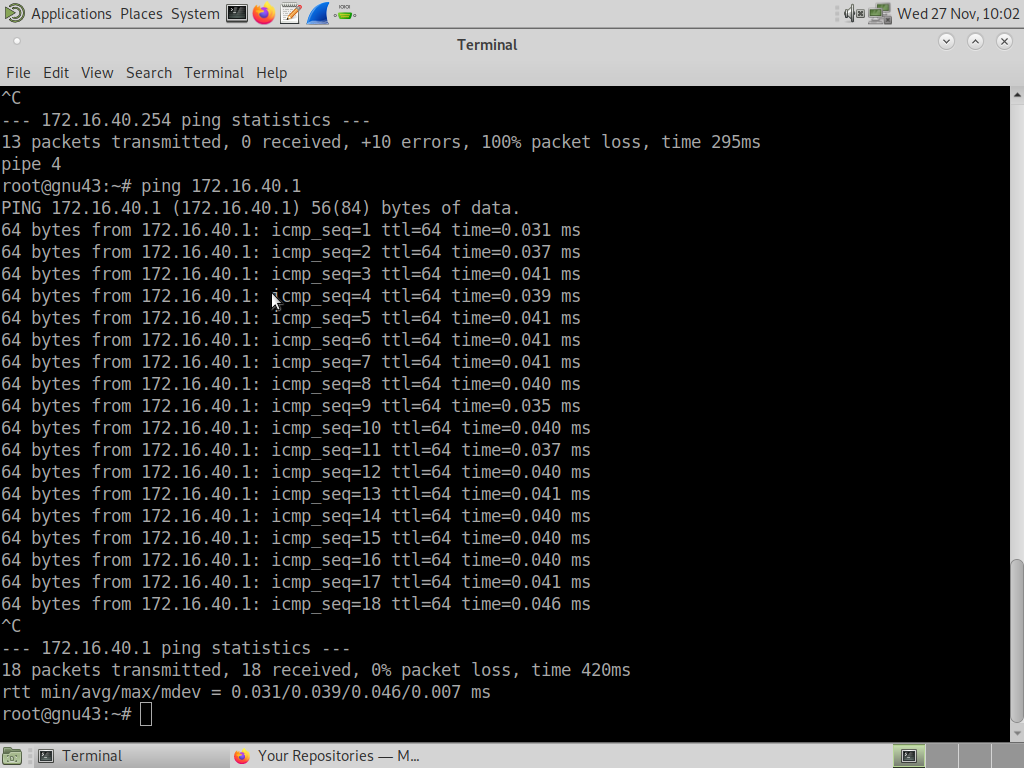 Applications Places System Wed 27 Nov, 10:02
Terminal
File Edit View Search Terminal Help
^C
--- 172.16.40.254 ping statistics ---
13 packets transmitted, 0 received, +10 errors, 100% packet loss, time 295ms
pipe 4
root@gnu43:~# ping 172.16.40.1
PING 172.16.40.1 (172.16.40.1) 56(84) bytes of data.
64 bytes from 172.16.40.1: icmp_seq=1 ttl=64 time=0.031 ms
64 bytes from 172.16.40.1: icmp_seq=2 ttl=64 time=0.037 ms
64 bytes from 172.16.40.1: icmp_seq=3 ttl=64 time=0.041 ms
64 bytes from 172.16.40.1: icmp_seq=4 ttl=64 time=0.039 ms
64 bytes from 172.16.40.1: icmp_seq=5 ttl=64 time=0.041 ms
64 bytes from 172.16.40.1: icmp_seq=6 ttl=64 time=0.041 ms
64 bytes from 172.16.40.1: icmp_seq=7 ttl=64 time=0.041 ms
64 bytes from 172.16.40.1: icmp_seq=8 ttl=64 time=0.040 ms
64 bytes from 172.16.40.1: icmp_seq=9 ttl=64 time=0.035 ms
64 bytes from 172.16.40.1: icmp_seq=10 ttl=64 time=0.040 ms
64 bytes from 172.16.40.1: icmp_seq=11 ttl=64 time=0.037 ms
64 bytes from 172.16.40.1: icmp_seq=12 ttl=64 time=0.040 ms
64 bytes from 172.16.40.1: icmp_seq=13 ttl=64 time=0.041 ms
64 bytes from 172.16.40.1: icmp_seq=14 ttl=64 time=0.040 ms
64 bytes from 172.16.40.1: icmp_seq=15 ttl=64 time=0.040 ms
64 bytes from 172.16.40.1: icmp_seq=16 ttl=64 time=0.040 ms
64 bytes from 172.16.40.1: icmp_seq=17 ttl=64 time=0.041 ms
64 bytes from 172.16.40.1: icmp_seq=18 ttl=64 time=0.046 ms
^C
--- 172.16.40.1 ping statistics ---
18 packets transmitted, 18 received, 0% packet loss, time 420ms
rtt min/avg/max/mdev = 0.031/0.039/0.046/0.007 ms
root@gnu43:~#
Terminal Your Repositories — M...